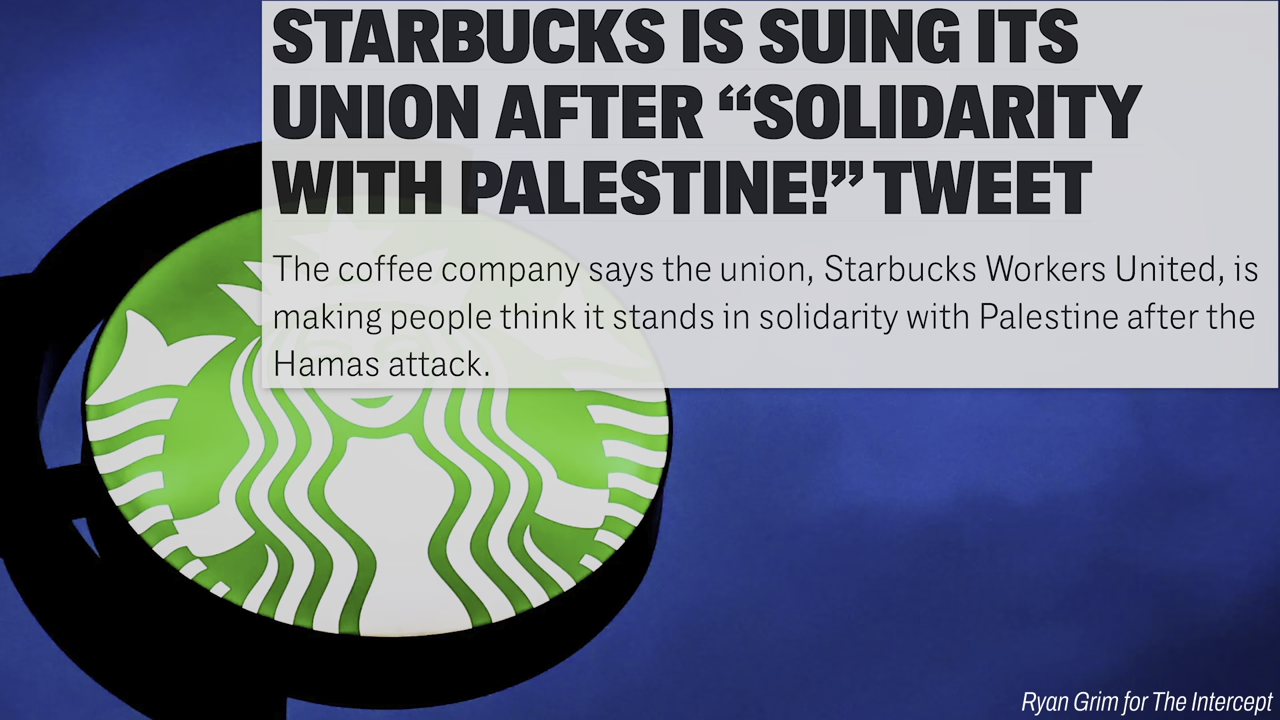 STARBUCKS IS SUING ITS
UNION AFTER “SOLIDARITY
WITH PALESTINE!” TWEET
The coffee company says the union, Starbucks Workers United, is
making people think it stands in solidarity with Palestine after the
Hamas attack.
Ryan Grim for The Intercept